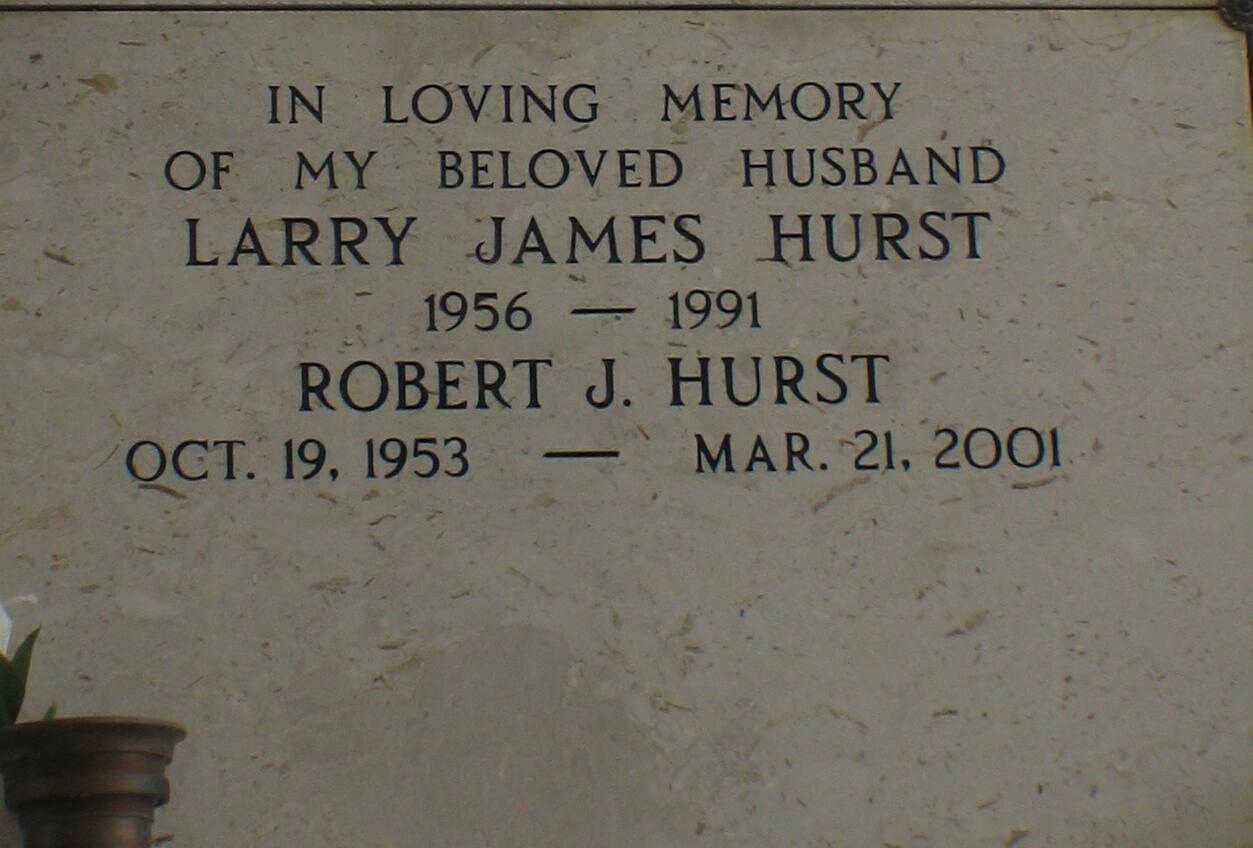 IN LOVING MEMORY
OF MY BELOVED HUSBAND
LARRY JAMES HURST
1956 — 1991
ROBERT J. HURST
OCT. 19, 1953 — MAR. 21, 2001